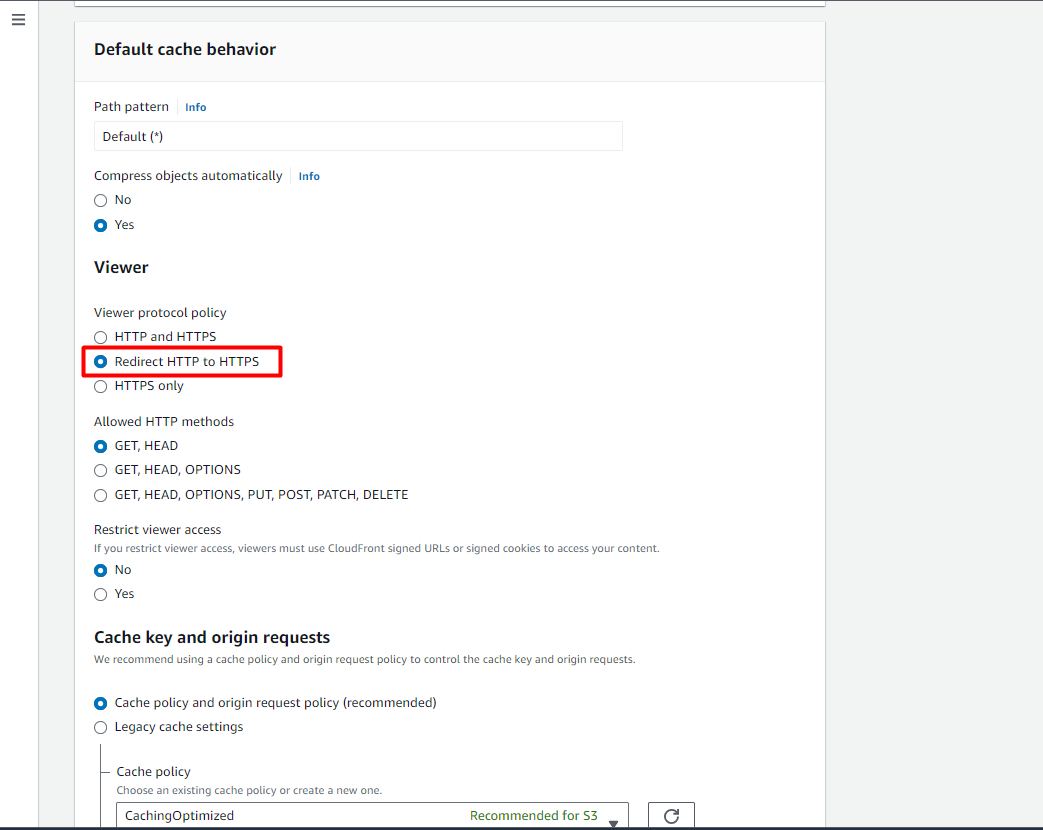 Default cache behavior
Path pattern Info
Default (*)
Compress objects automatically Info
No
Yes
Viewer
Viewer protocol policy
HTTP and HTTPS
Redirect HTTP to HTTPS
HTTPS only
Allowed HTTP methods
GET, HEAD
GET, HEAD, OPTIONS
GET, HEAD, OPTIONS, PUT, POST, PATCH, DELETE
Restrict viewer access
If you restrict viewer access, viewers must use CloudFront signed URLs or signed cookies to access your content.
No
Yes
Cache key and origin requests
We recommend using a cache policy and origin request policy to control the cache key and origin requests.
Cache policy and origin request policy (recommended)
Legacy cache settings
Cache policy
Choose an existing cache policy or create a new one.
CachingOptimized Recommended for S3